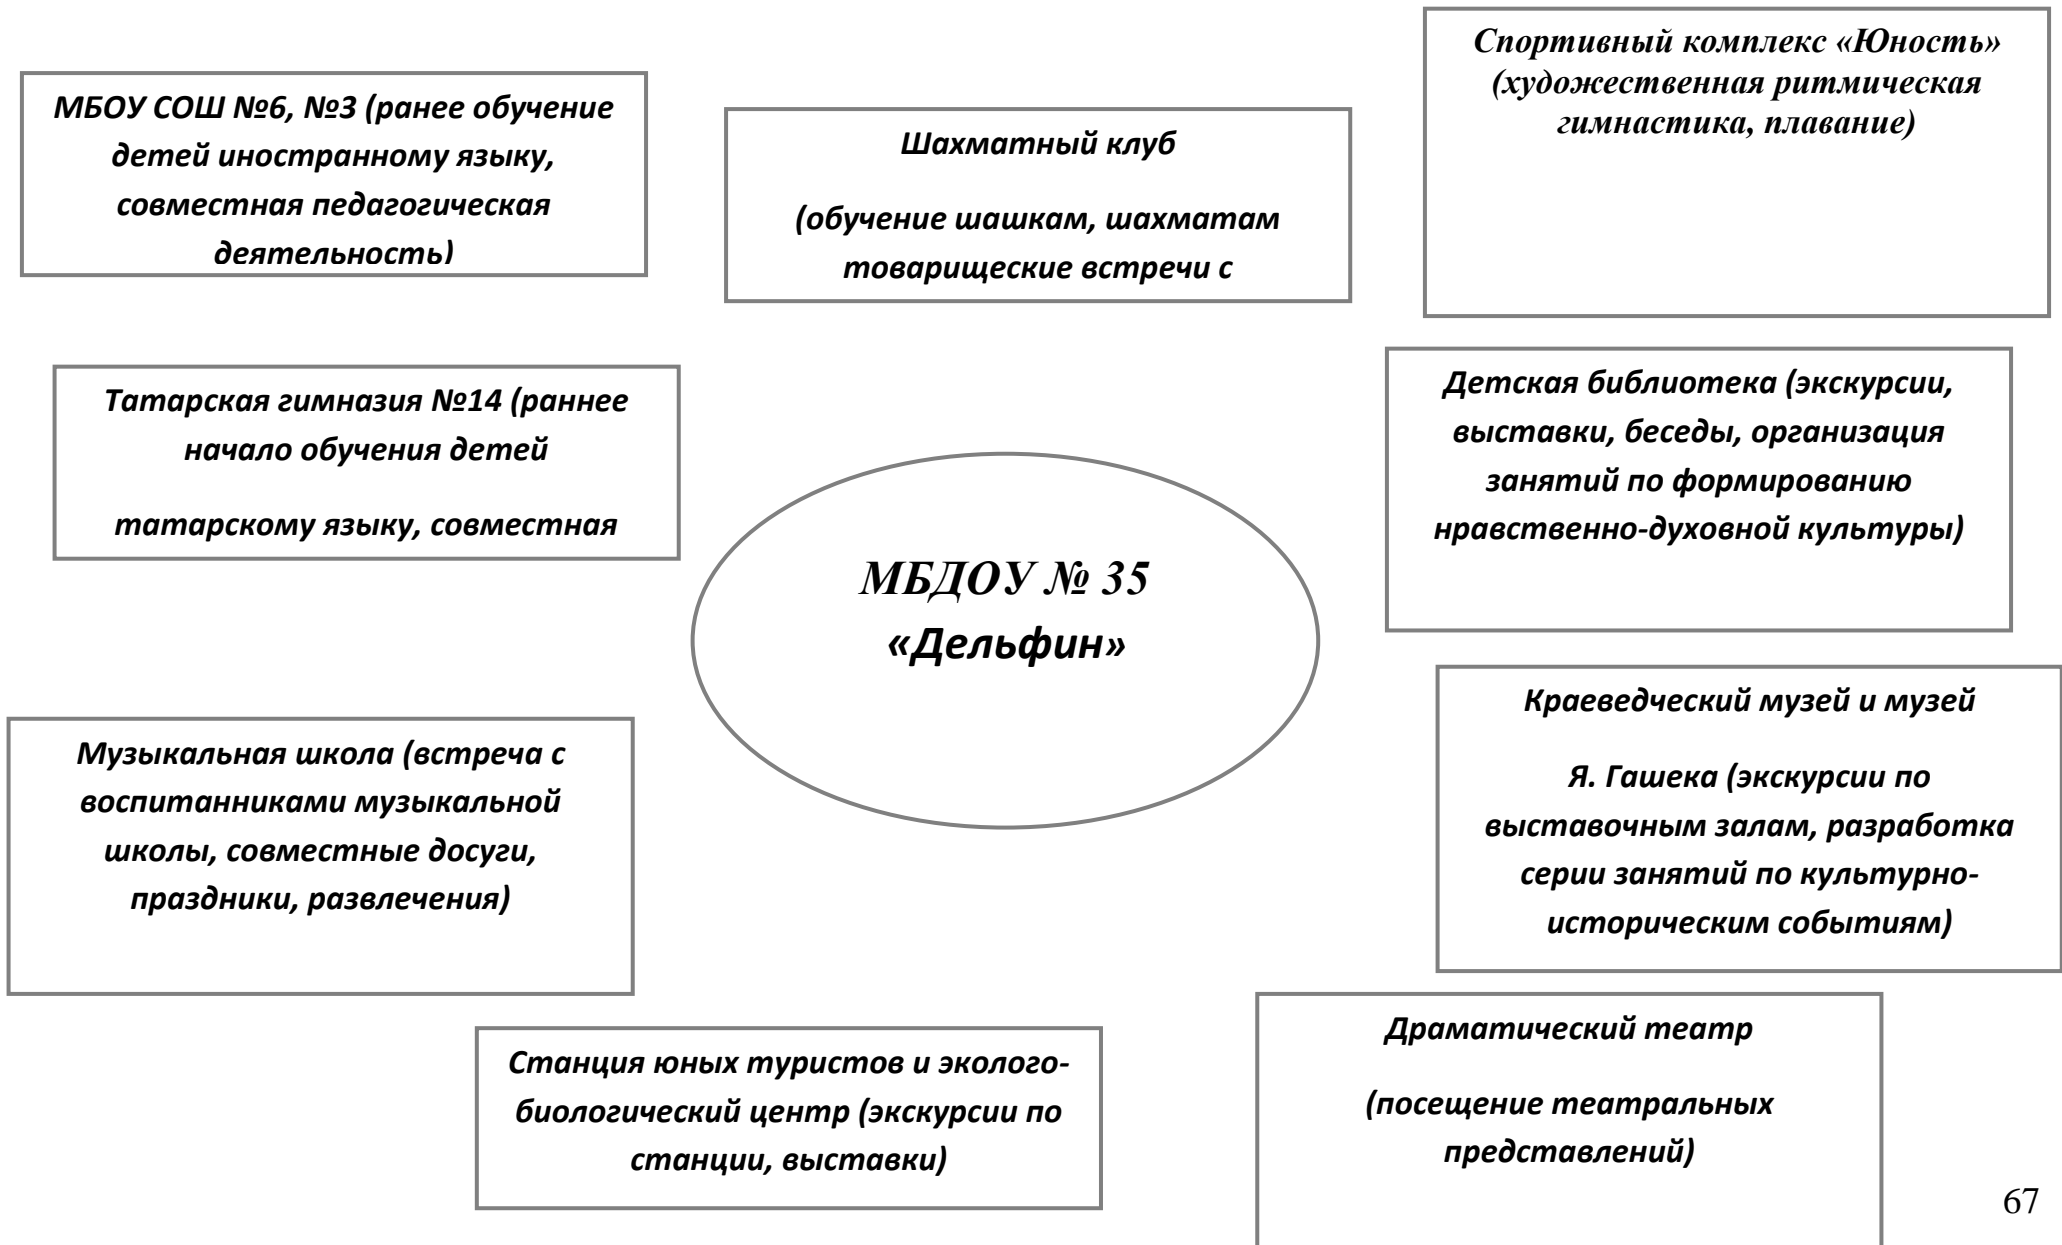 МБОУ СОШ №6, №3 (ранее обучение
детей иностранному языку,
совместная педагогическая
деятельность)
Шахматный клуб
(обучение шашкам, шахматам
товарищеские встречи с
Спортивный комплекс «Юность»
(художественная ритмическая
гимнастика, плавание)
Татарская гимназия №14 (раннее
начало обучения детей
татарскому языку, совместная
Детская библиотека (экскурсии,
выставки, беседы, организация
занятий по формированию
нравственно-духовной культуры)
МБДОУ № 35
«Дельфин»
Музыкальная школа (встреча с
воспитанниками музыкальной
школы, совместные досуги,
праздники, развлечения)
Краеведческий музей и музей
Я. Гашека (экскурсии по
выставочным залам, разработка
серии занятий по культурно-
историческим событиям)
Станция юных туристов и эколого-
биологический центр (экскурсии по
станции, выставки)
Драматический театр
(посещение театральных
представлений)
67